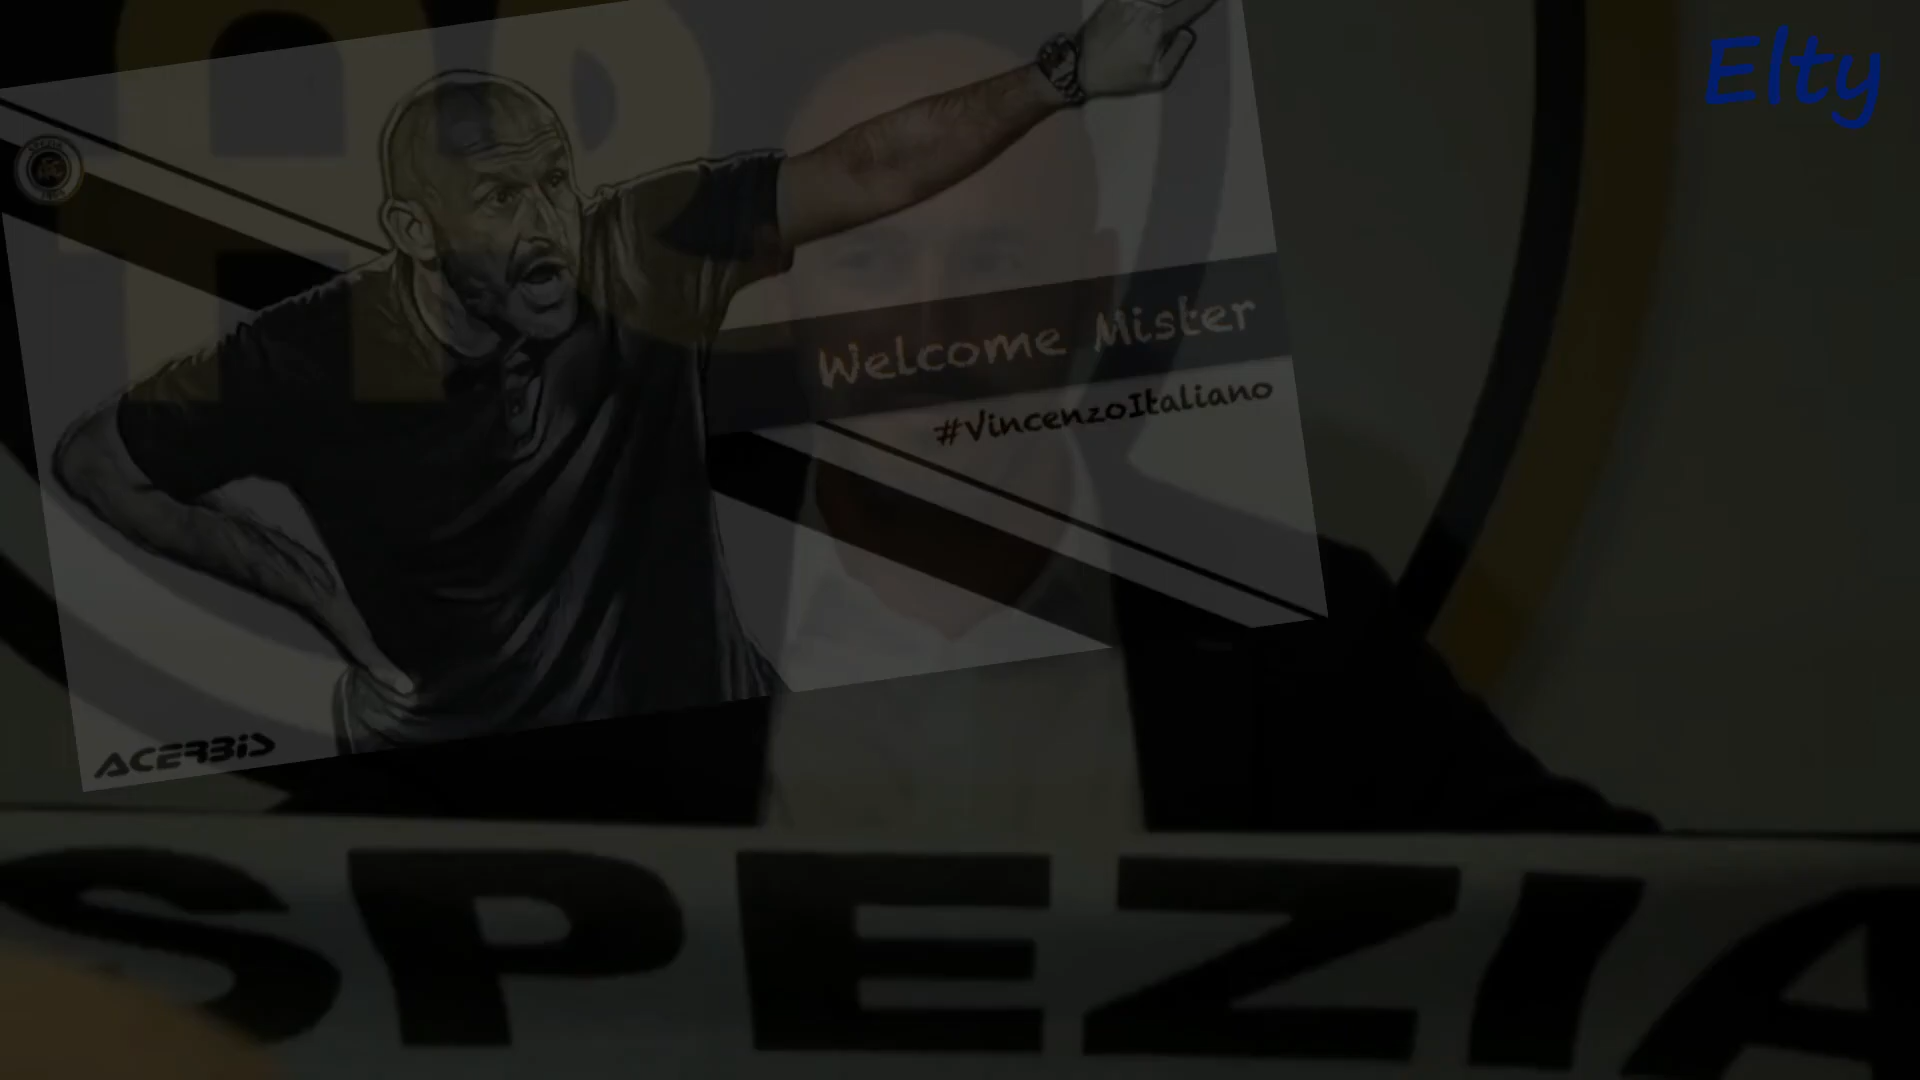 Elty
Welcome Mister
#VincenzoItaliano
ACERBIS
SPEZIA